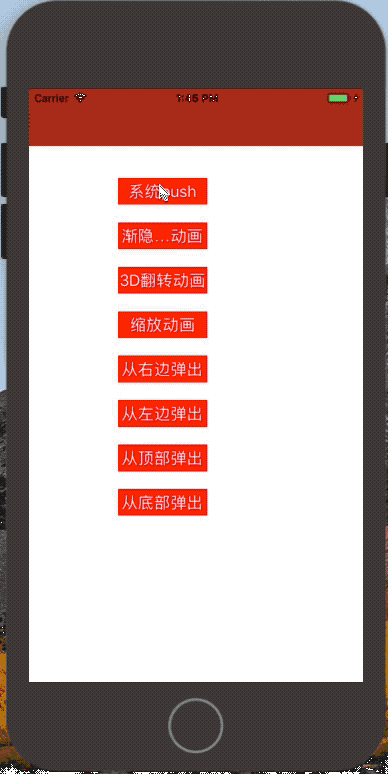 Carrier
1:45 PM
系统push
渐隐...动画
3D翻转动画
缩放动画
从右边弹出
从左边弹出
从顶部弹出
从底部弹出